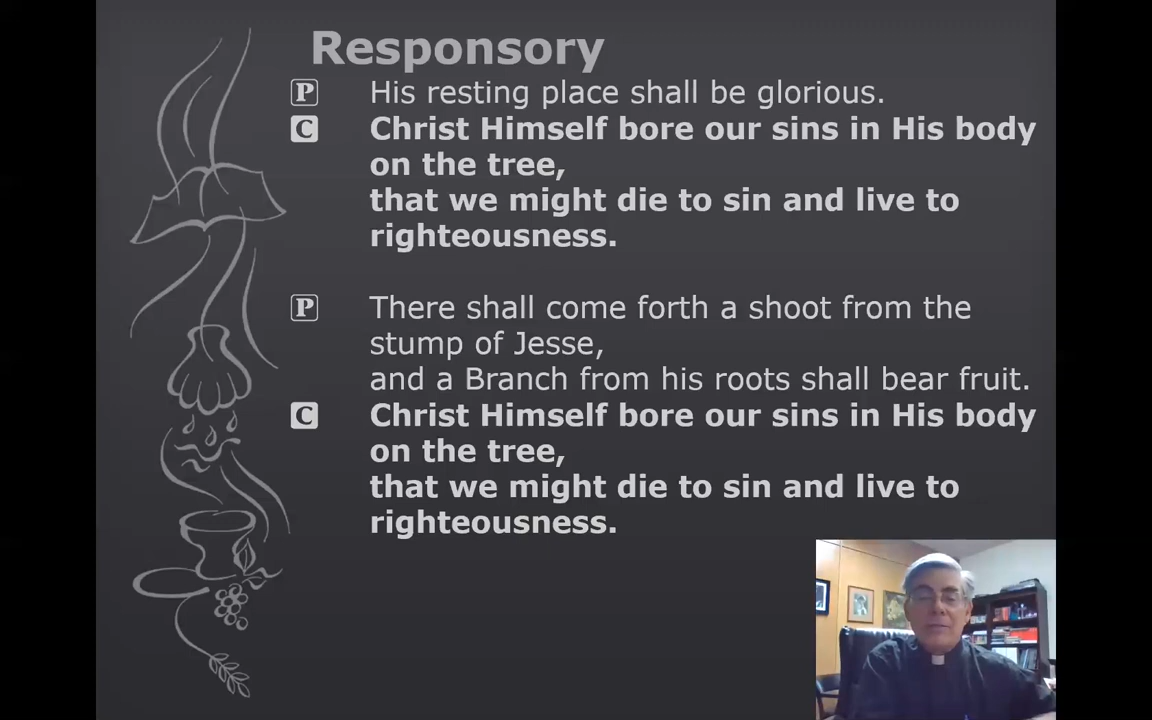 Responsory
P His resting place shall be glorious.
C Christ Himself bore our sins in His body
on the tree,
that we might die to sin and live to
righteousness.
P There shall come forth a shoot from the
stump of Jesse,
and a Branch from his roots shall bear fruit.
C Christ Himself bore our sins in His body
on the tree,
that we might die to sin and live to
righteousness.